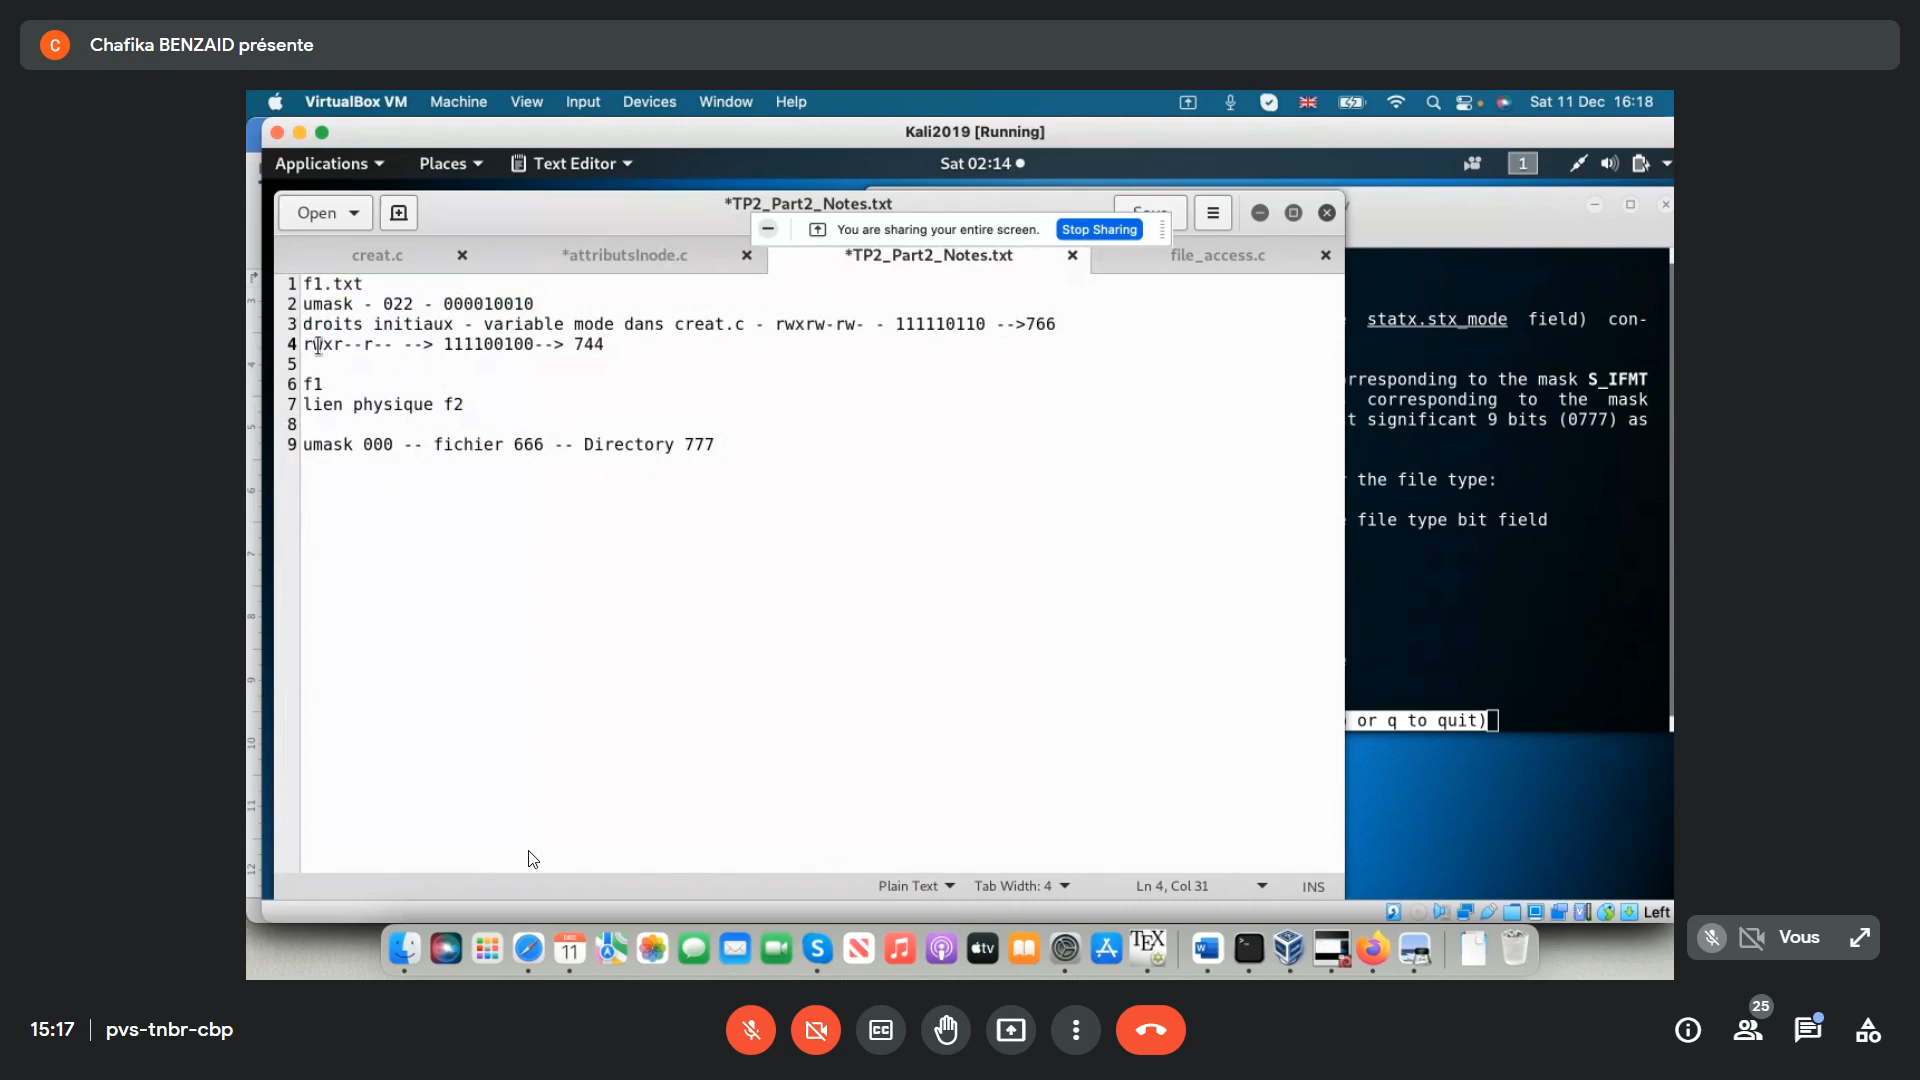 C
Chafika BENZAID présente
VirtualBox VM Machine View Input Devices Window Help
Sat 11 Dec 16:18
Kali2019 [Running]
Applications Places Text Editor
Sat 02:14
1
Open
*TP2_Part2_Notes.txt
You are sharing your entire screen. Stop Sharing
creat.c
*attributsInode.c
*TP2_Part2_Notes.txt
file_access.c
1 f1.txt
2 umask - 022 - 000010010
3 droits initiaux - variable mode dans creat.c - rwxrw-rw- - 111110110 -->766
4 rwxr--r-- --> 111100100--> 744
5
6 f1
7 lien physique f2
8
9 umask 000 -- fichier 666 -- Directory 777
statx.stx_mode field) con-
rresponding to the mask S_IFMT
corresponding to the mask
t significant 9 bits (0777) as
the file type:
file type bit field
or q to quit)
Plain Text Tab Width: 4 Ln 4, Col 31 INS
Left
DEC
11
S
tv
TEX
W
Vous
15:17 pvs-tnbr-cbp
CC
25